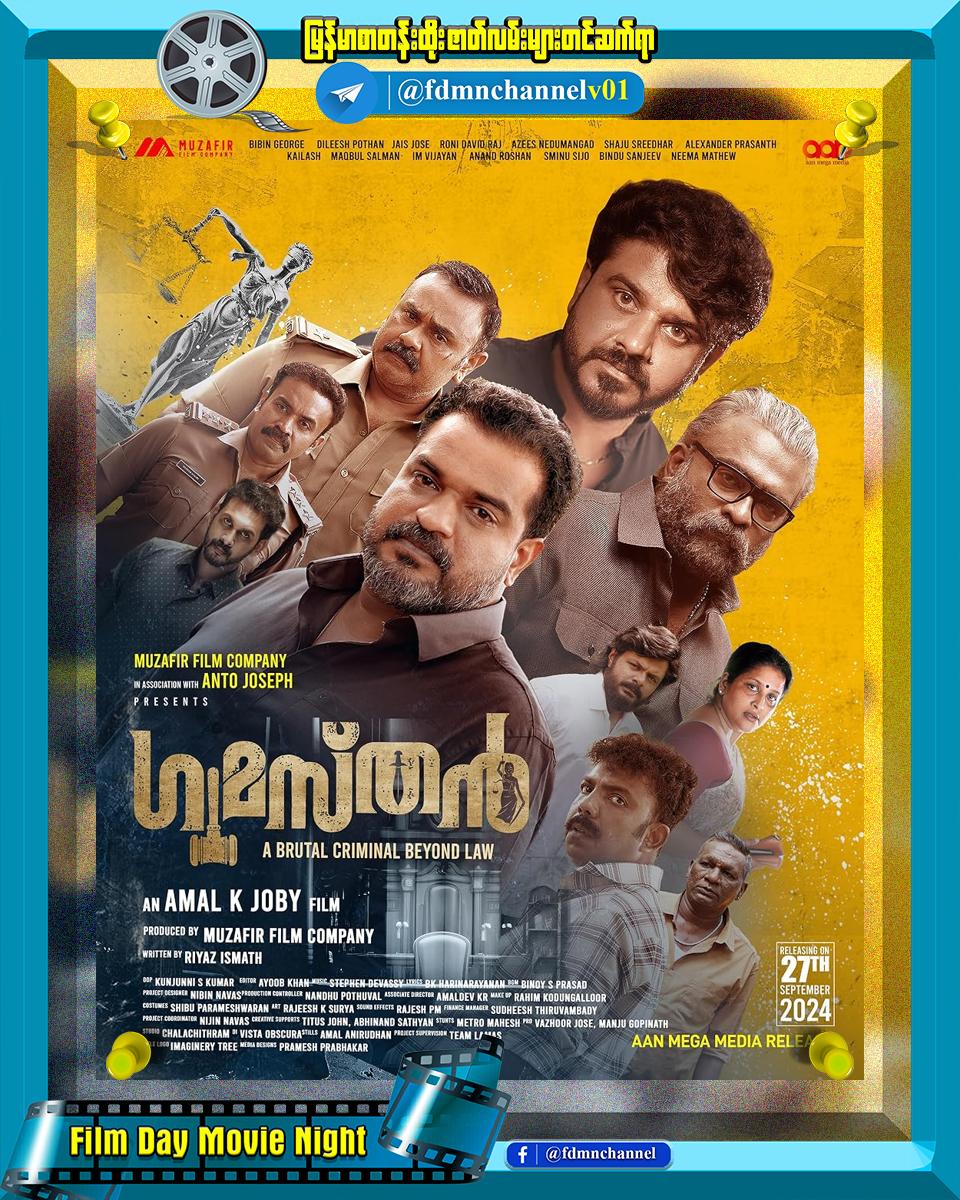 မြန်မာစာတန်းထိုးဇာတ်လမ်းများတင်ဆက်ရာ
@fdmnchannelv01
MUZAFIR
FILM COMPANY
BIBIN GEORGE DILEESH POTHAN JAIS JOSE RONI DAVID RAJ AZEES NEDUMANGAD SHAJU SREEDHAR ALEXANDER PRASANTH
KAILASH MAQBUL SALMAN IM VIJAYAN ANAND ROSHAN SMINU SIJO BINDU SANJEEV NEEMA MATHEW
aan mega media
MUZAFIR FILM COMPANY
IN ASSOCIATION WITH ANTO JOSEPH
PRESENTS
ഗുമസ്തൻ
A BRUTAL CRIMINAL BEYOND LAW
AN AMAL K JOBY FILM
PRODUCED BY MUZAFIR FILM COMPANY
WRITTEN BY RIYAZ ISMATH
DOP KUNJUNNI S KUMAR EDITOR AYOOB KHAN MUSIC STEPHEN DEVASSY LYRICS BK HARINARAYANAN BGM BINOY S PRASAD
PROJECT DESIGNER NIBIN NAVAS PRODUCTION CONTROLLER NANDHU POTHUVAL ASSOCIATE DIRECTOR AMALDEV KR MAKE UP RAHIM KODUNGALLOOR
COSTUMES SHIBU PARAMESHWARAN ART RAJEESH K SURYA SOUND EFFECTS RAJESH PM FINANCE MANAGER SUDHEESH THIRUVAMBADY
PROJECT COORDINATOR NIJIN NAVAS CREATIVE SUPPORTS TITUS JOHN, ABHINAND SATHYAN STUNTS METRO MAHESH PRO VAZHOOR JOSE, MANJU GOPINATH
STUDIO CHALACHITHRAM DI VISTA OBSCURA STILLS AMAL ANIRUDHAN PROJECT SUPERVISION TEAM
LOGO IMAGINERY TREE MEDIA DESIGNS PRAMESH PRABHAKAR
RELEASING ON
27TH
SEPTEMBER
2024
AAN MEGA MEDIA RELEA
Film Day Movie Night
@fdmnchannel